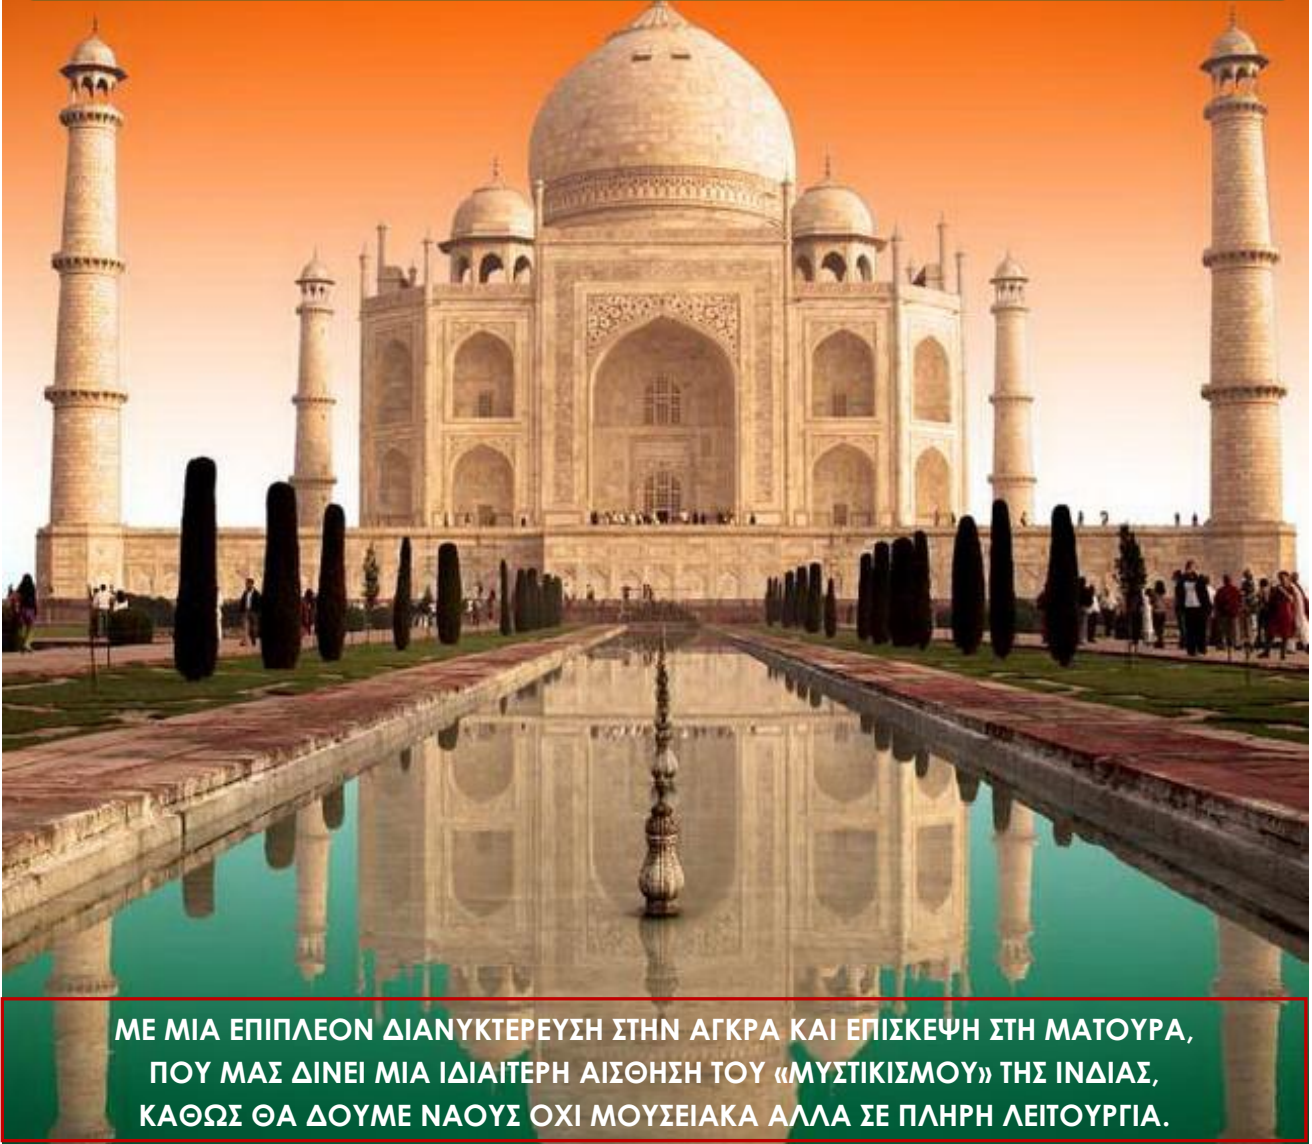 ΜΕ ΜΙΑ ΕΠΙΠΛΕΟΝ ΔΙΑΝΥΚΤΕΡΕΥΣΗ ΣΤΗΝ ΑΓΚΡΑ ΚΑΙ ΕΠΙΣΚΕΨΗ ΣΤΗ ΜΑΤΟΥΡΑ,
ΠΟΥ ΜΑΣ ΔΙΝΕΙ ΜΙΑ ΙΔΙΑΙΤΕΡΗ ΑΙΣΘΗΣΗ ΤΟΥ «ΜΥΣΤΙΚΙΣΜΟΥ» ΤΗΣ ΙΝΔΙΑΣ,
ΚΑΘΩΣ ΘΑ ΔΟΥΜΕ ΝΑΟΥΣ ΟΧΙ ΜΟΥΣΕΙΑΚΑ ΑΛΛΑ ΣΕ ΠΛΗΡΗ ΛΕΙΤΟΥΡΓΙΑ.